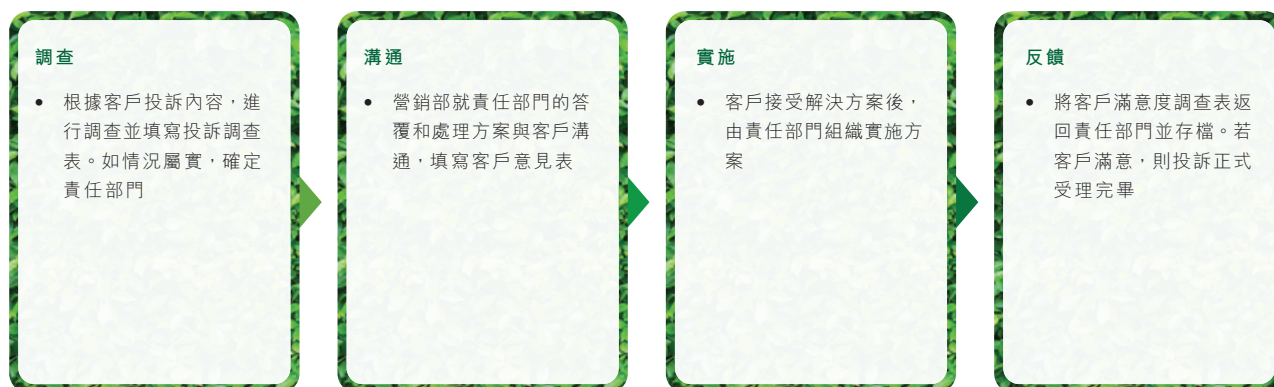 調查
• 根據客戶投訴內容，進
行調查並填寫投訴調查
表。如情況屬實，確定
責任部門
溝通
• 營銷部就責任部門的答
覆和處理方案與客戶溝
通，填寫客戶意見表
實施
• 客戶接受解決方案後，
由責任部門組織實施方
案
反饋
• 將客戶滿意度調查表返
回責任部門並存檔。若
客戶滿意，則投訴正式
受理完畢